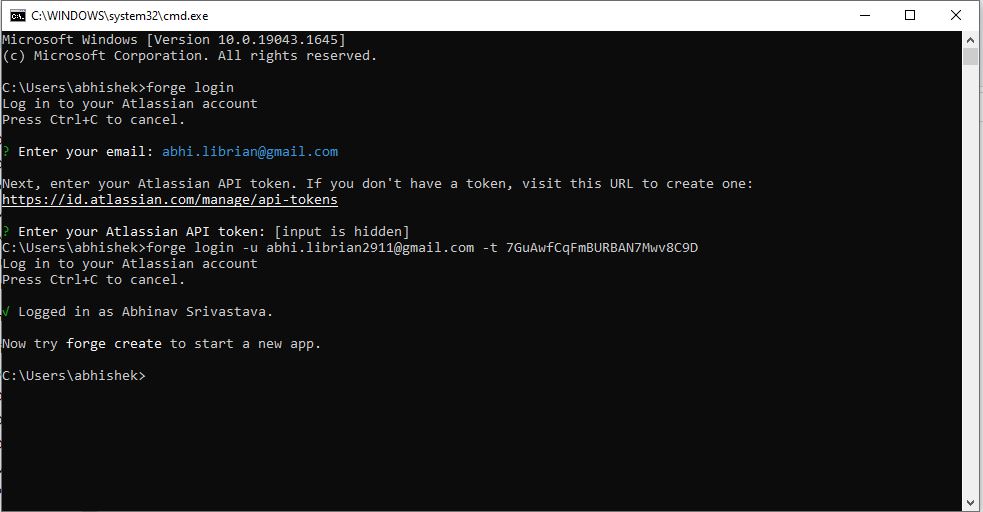 C:\WINDOWS\system32\cmd.exe
Microsoft Windows [Version 10.0.19043.1645]
(c) Microsoft Corporation. All rights reserved.
C:\Users\abhishek>forge login
Log in to your Atlassian account
Press Ctrl+C to cancel.
? Enter your email: abhi.librian@gmail.com
Next, enter your Atlassian API token. If you don't have a token, visit this URL to create one:
https://id.atlassian.com/manage/api-tokens
? Enter your Atlassian API token: [input is hidden]
C:\Users\abhishek>forge login -u abhi.librian2911@gmail.com -t 7GuAwfCqFmBURBAN7Mwv8C9D
Log in to your Atlassian account
Press Ctrl+C to cancel.
√ Logged in as Abhinav Srivastava.
Now try forge create to start a new app.
C:\Users\abhishek>